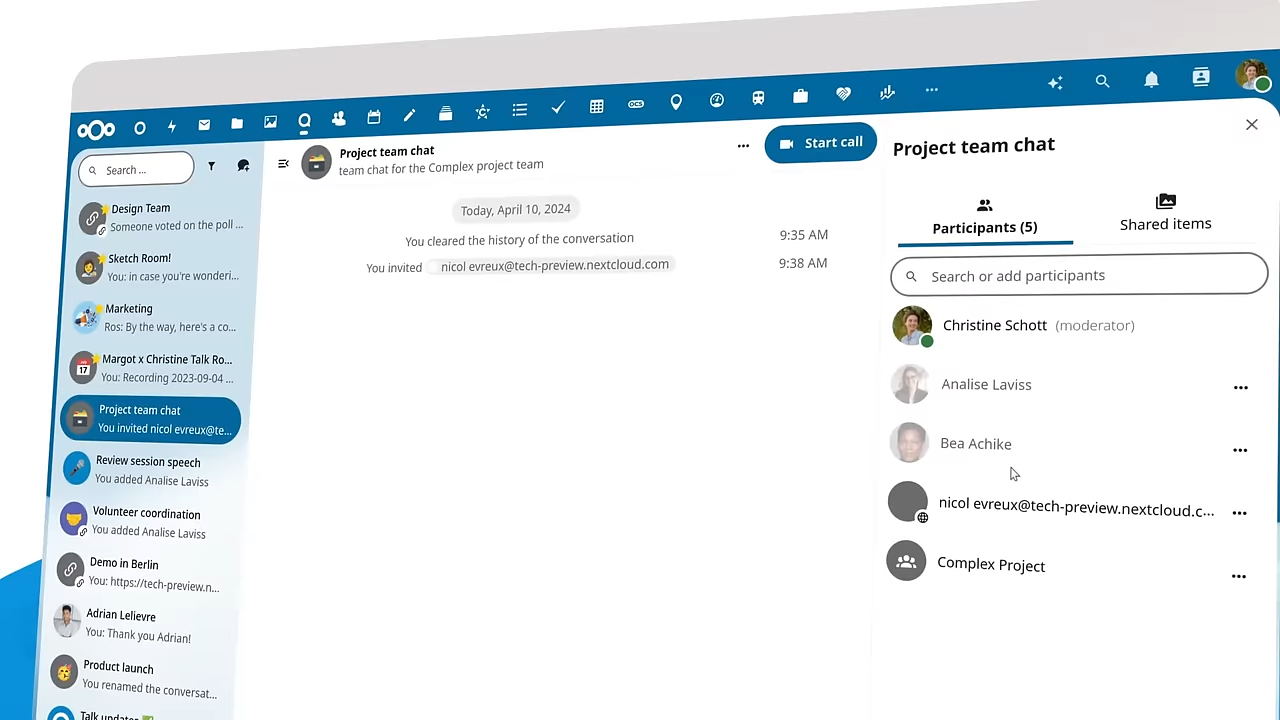 OCS
Search ...
Design Team
Someone voted on the poll ...
Sketch Room!
You: in case you're wonderi...
Marketing
Ros: By the way, here's a co...
17
Margot x Christine Talk Ro...
You: Recording 2023-09-04 ...
Project team chat
You invited nicol evreux@te...
Review session speech
You added Analise Laviss
Volunteer coordination
You added Analise Laviss
Demo in Berlin
You: https://tech-preview.n...
Adrian Lelievre
You: Thank you Adrian!
Product launch
You renamed the conversat...
Talk updates
Project team chat
team chat for the Complex project team
Start call
Today, April 10, 2024
You cleared the history of the conversation 9:35 AM
You invited nicol evreux@tech-preview.nextcloud.com 9:38 AM
Project team chat
Participants (5)
Shared items
Search or add participants
Christine Schott (moderator)
Analise Laviss
Bea Achike
nicol evreux@tech-preview.nextcloud.c...
Complex Project